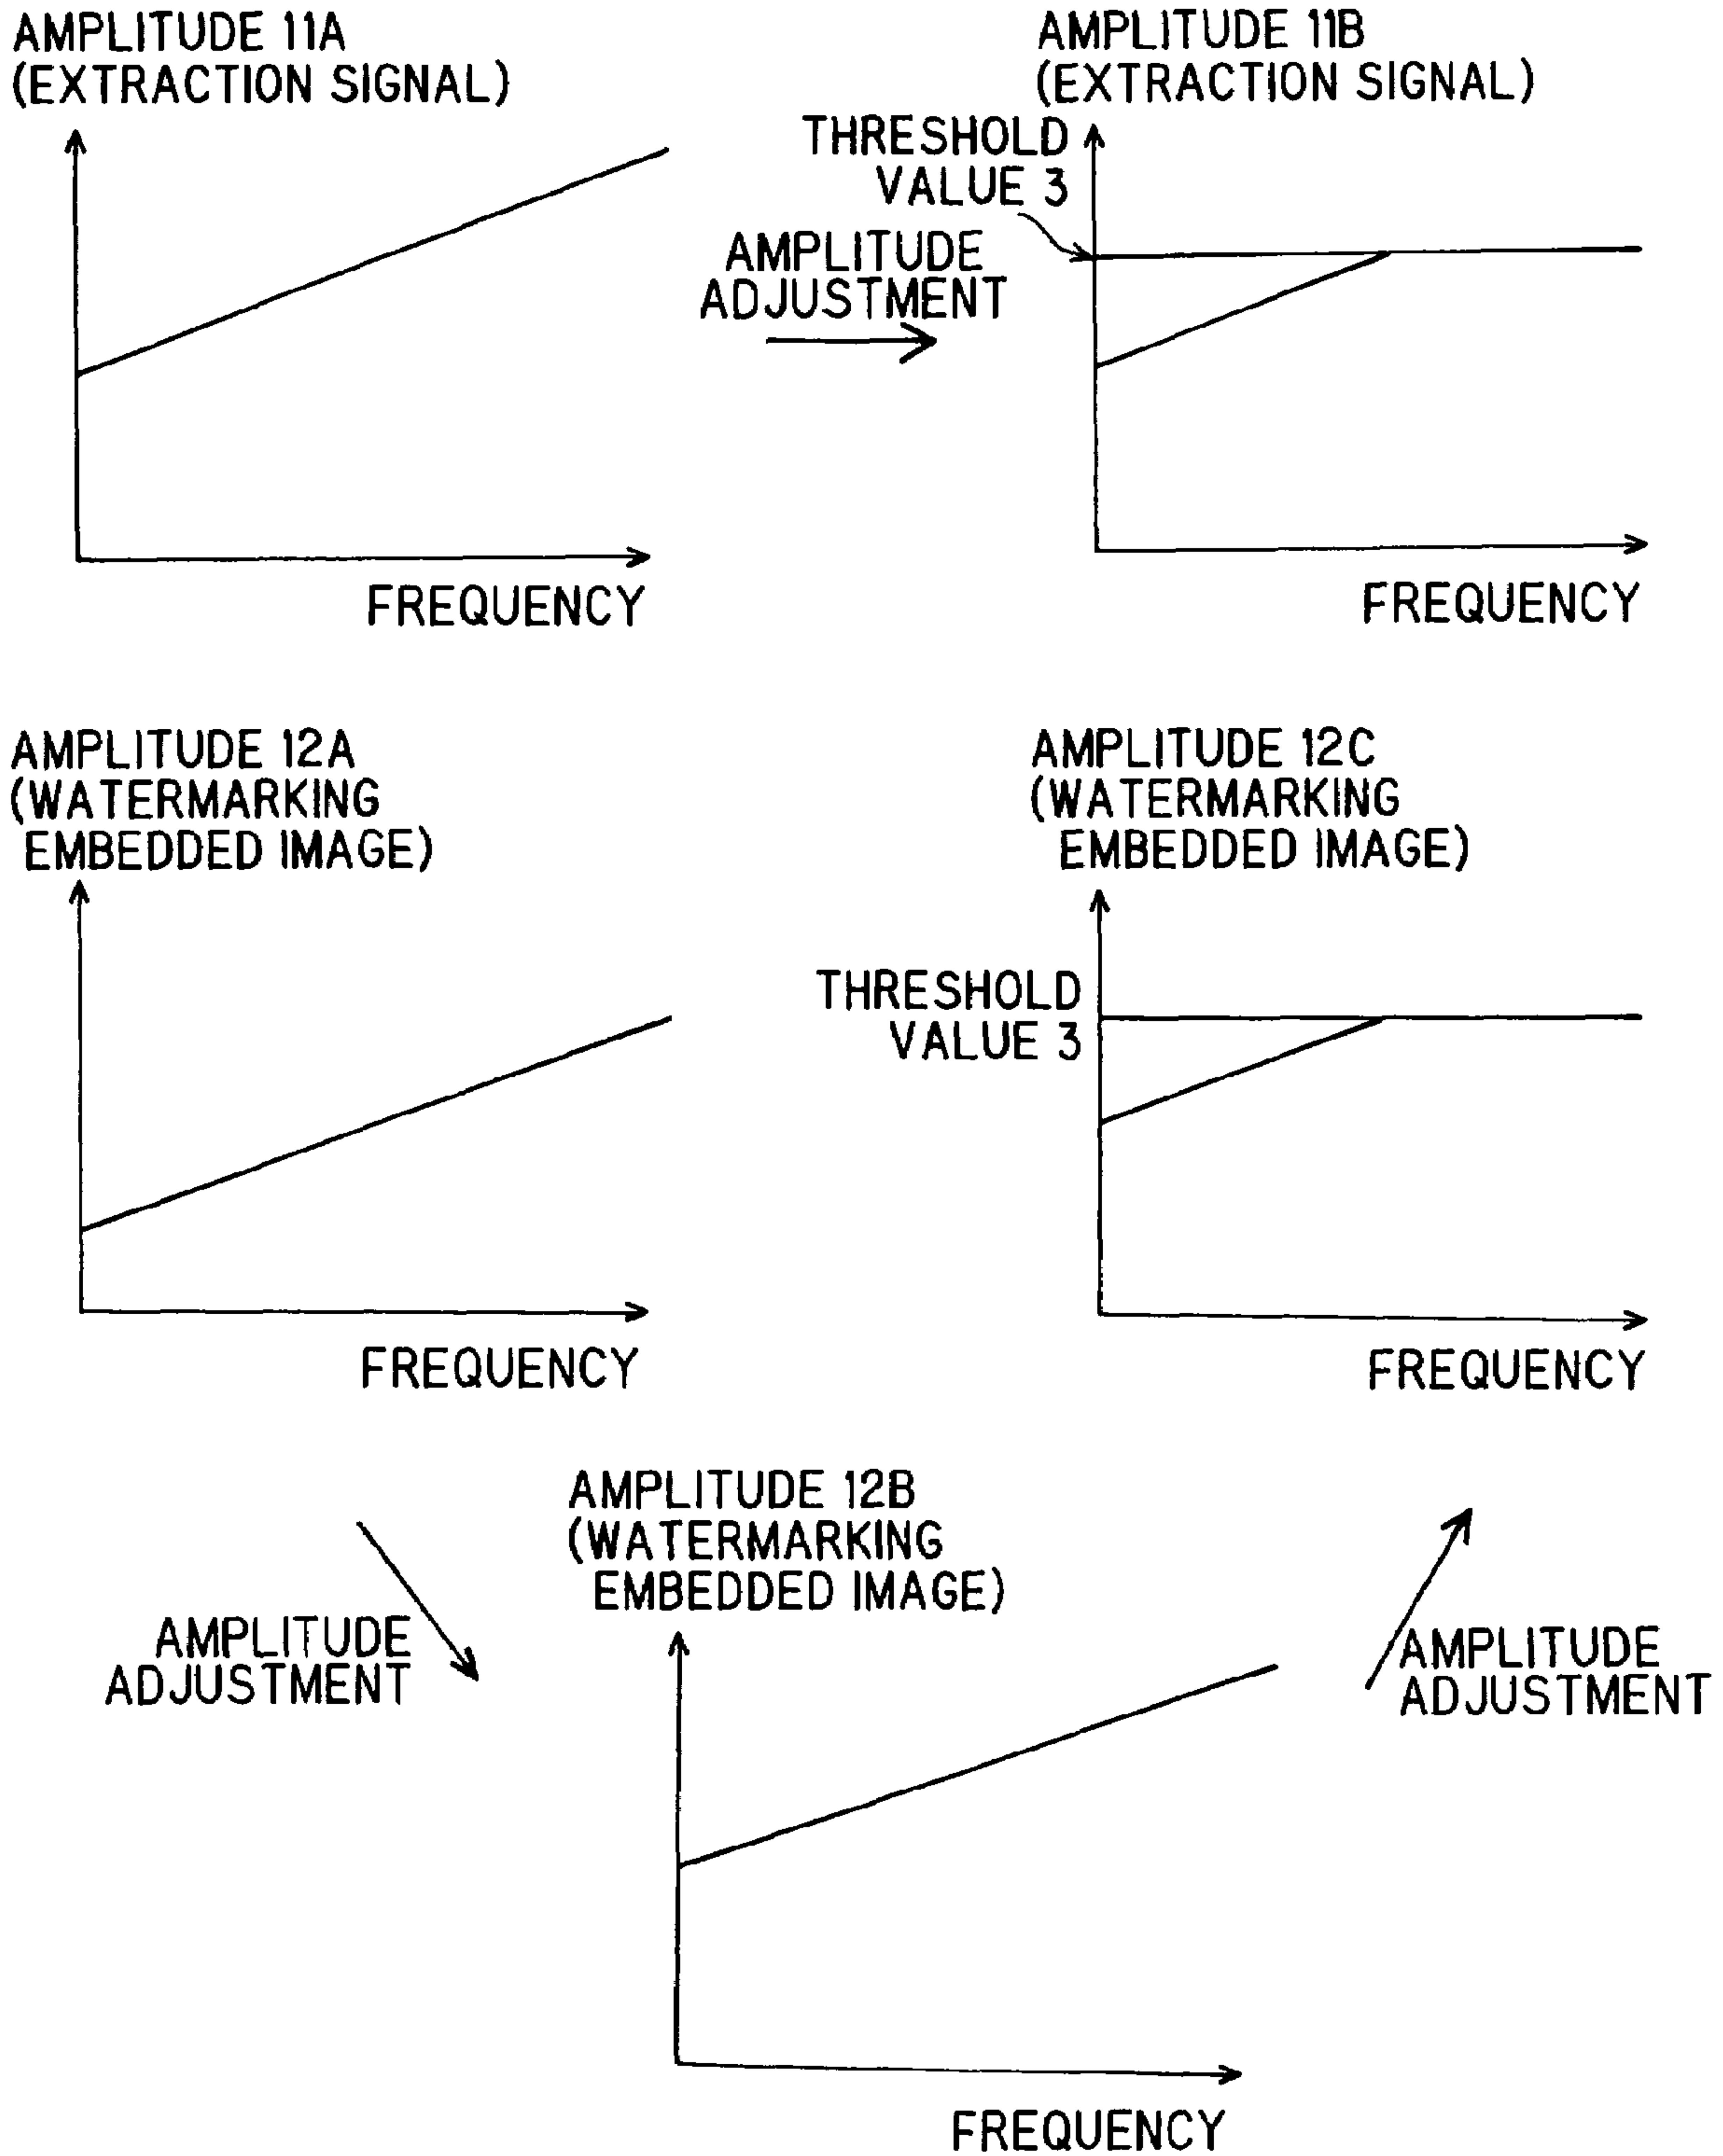 AMPLITUDE 11A
(EXTRACTION SIGNAL)
FREQUENCY
AMPLITUDE
ADJUSTMENT
AMPLITUDE 11B
(EXTRACTION SIGNAL)
THRESHOLD
VALUE 3
FREQUENCY
AMPLITUDE 12A
(WATERMARKING
EMBEDDED IMAGE)
FREQUENCY
AMPLITUDE 12C
(WATERMARKING
EMBEDDED IMAGE)
THRESHOLD
VALUE 3
FREQUENCY
AMPLITUDE
ADJUSTMENT
AMPLITUDE 12B
(WATERMARKING
EMBEDDED IMAGE)
FREQUENCY
AMPLITUDE
ADJUSTMENT